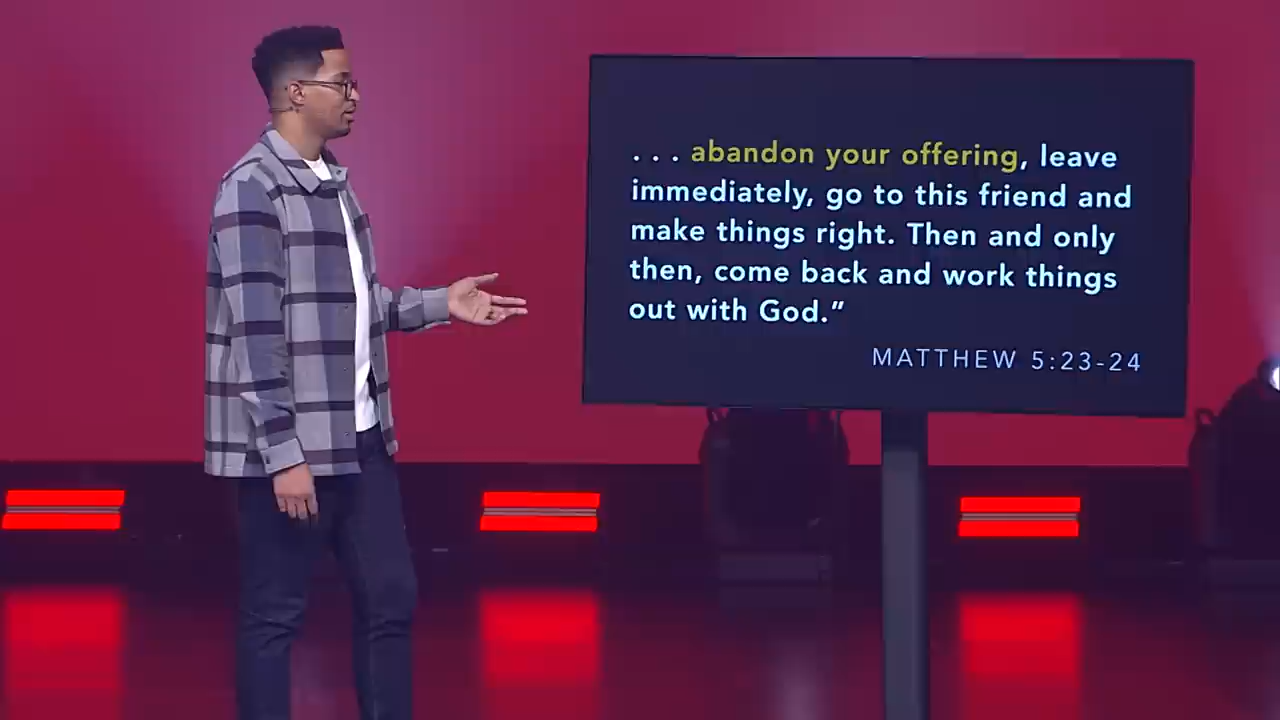 . . . abandon your offering, leave
immediately, go to this friend and
make things right. Then and only
then, come back and work things
out with God.”
MATTHEW 5:23-24